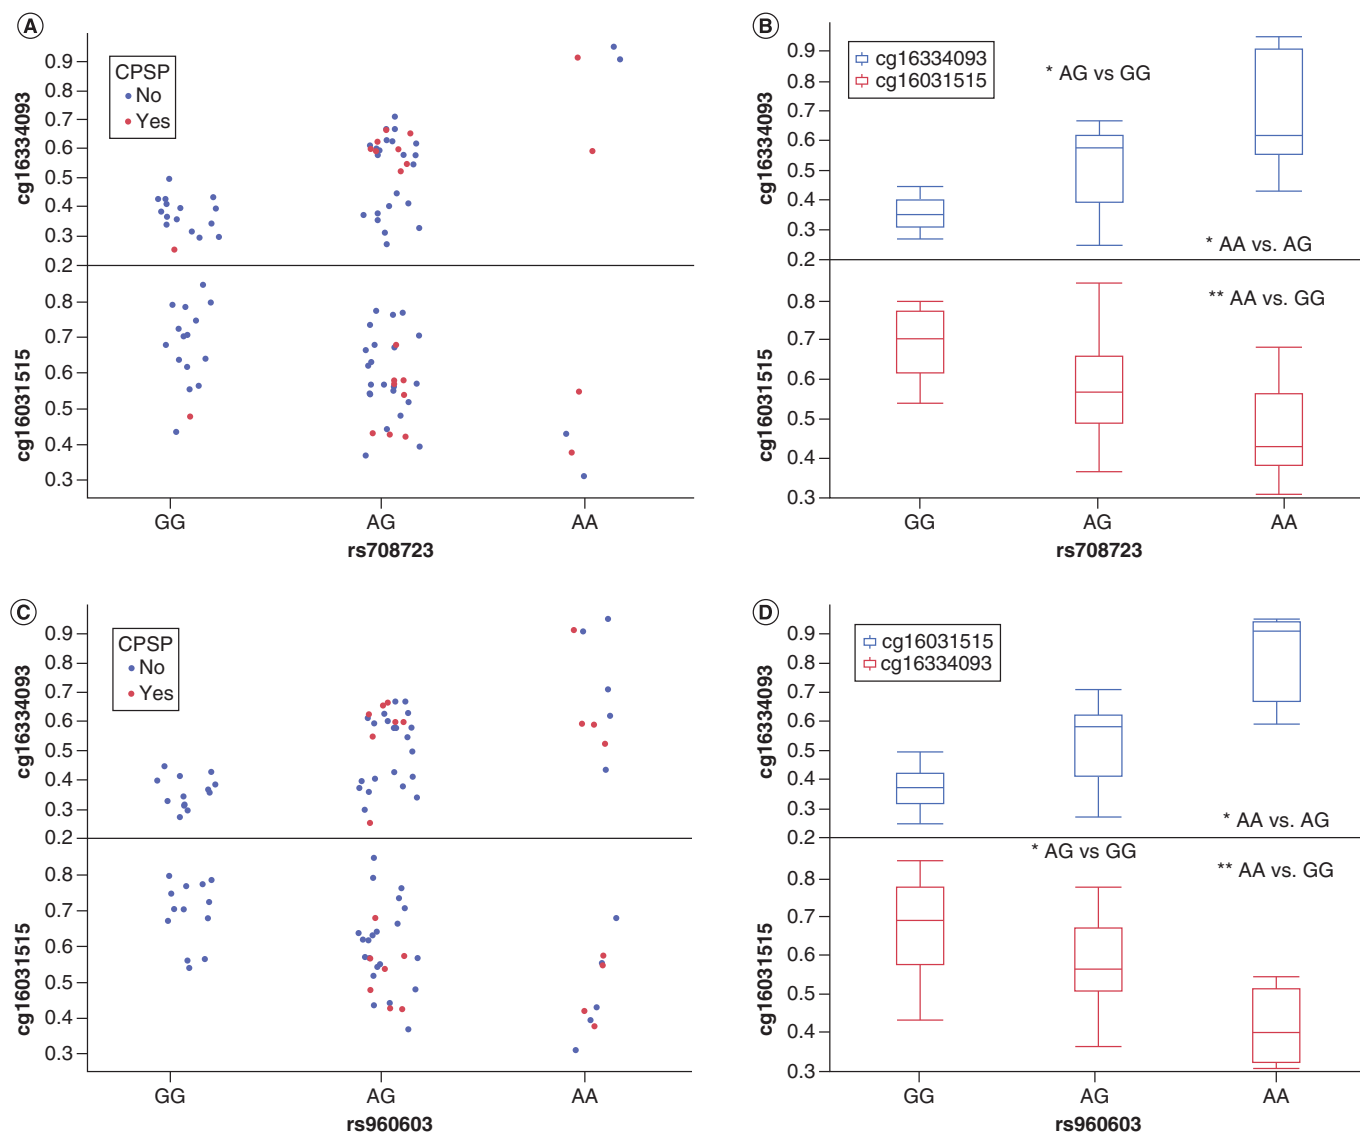 A
CPSP
No
Yes
cg16334093
0.9
0.8
0.7
0.6
0.5
0.4
0.3
0.2
cg16031515
0.8
0.7
0.6
0.5
0.4
0.3
GG AG AA
rs708723
B
cg16334093
cg16031515
* AG vs GG
cg16334093
0.9
0.8
0.7
0.6
0.5
0.4
0.3
0.2
* AA vs. AG
** AA vs. GG
cg16031515
0.8
0.7
0.6
0.5
0.4
0.3
GG AG AA
rs708723
C
CPSP
No
Yes
cg16334093
0.9
0.8
0.7
0.6
0.5
0.4
0.3
0.2
cg16031515
0.8
0.7
0.6
0.5
0.4
0.3
GG AG AA
rs960603
D
cg16031515
cg16334093
cg16334093
0.9
0.8
0.7
0.6
0.5
0.4
0.3
0.2
* AA vs. AG
* AG vs GG
** AA vs. GG
cg16031515
0.8
0.7
0.6
0.5
0.4
0.3
GG AG AA
rs960603